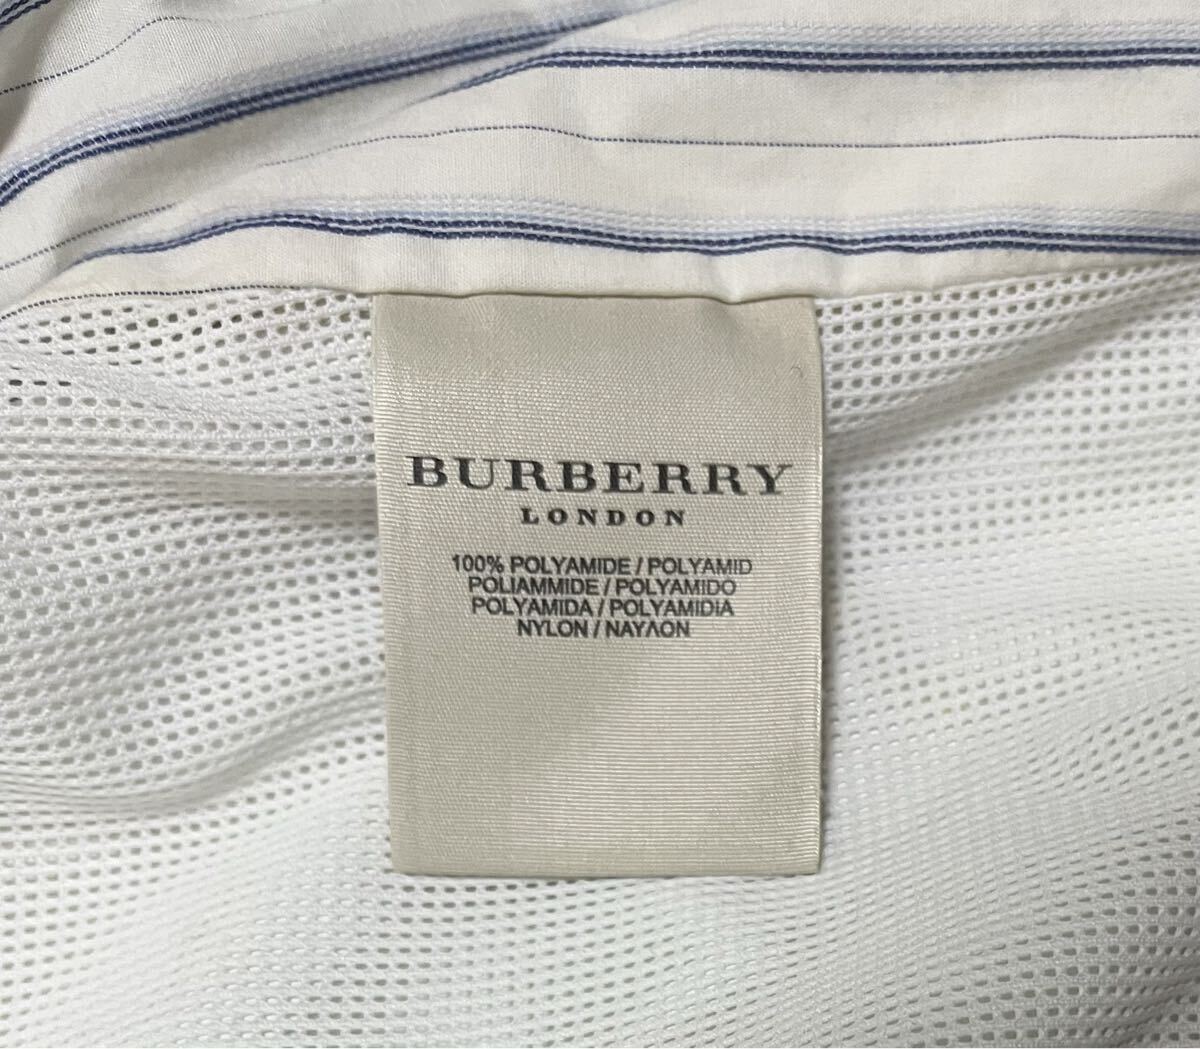 BURBERRY
LONDON
100% POLYAMIDE / POLYAMID
POLIAMMIDE / POLYAMIDO
POLYAMIDA / POLYAMIDIA
NYLON / ΝΑΥΛΟΝ